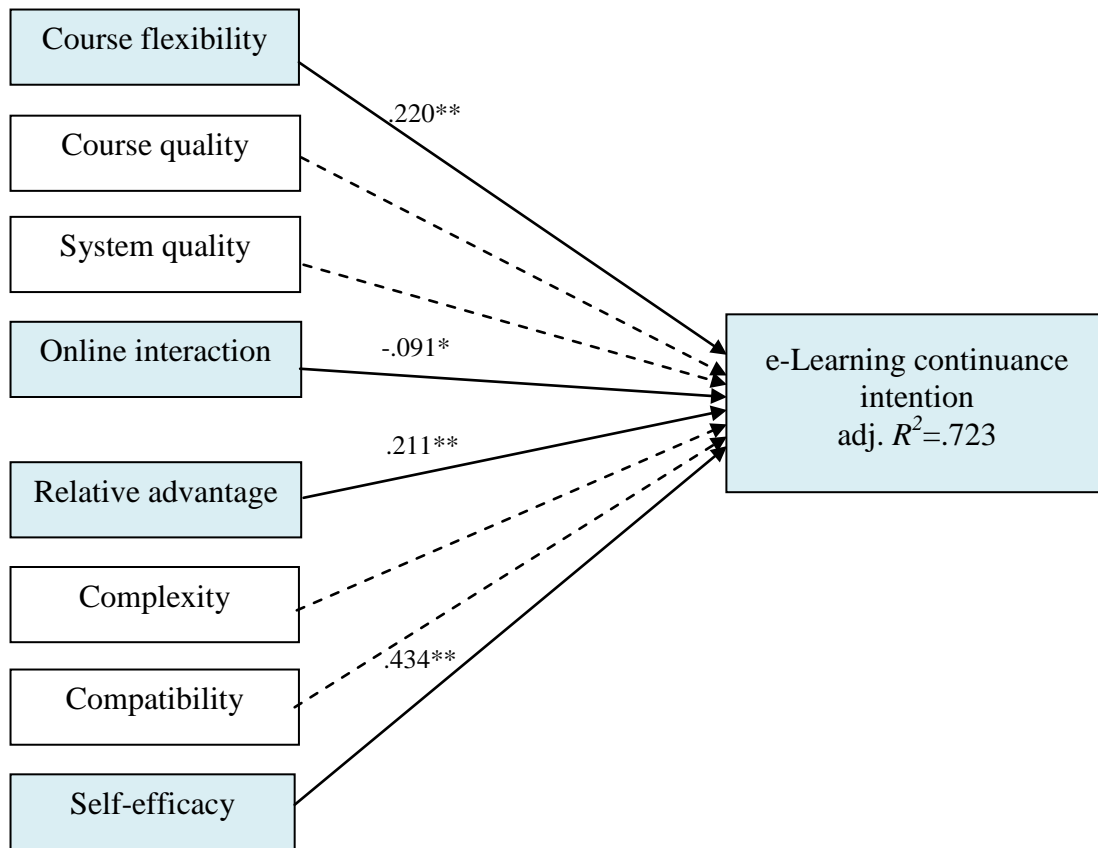 Course flexibility
.220**
Course quality
System quality
Online interaction
-.091*
e-Learning continuance
intention
adj. R²=.723
.211**
Relative advantage
Complexity
.434**
Compatibility
Self-efficacy